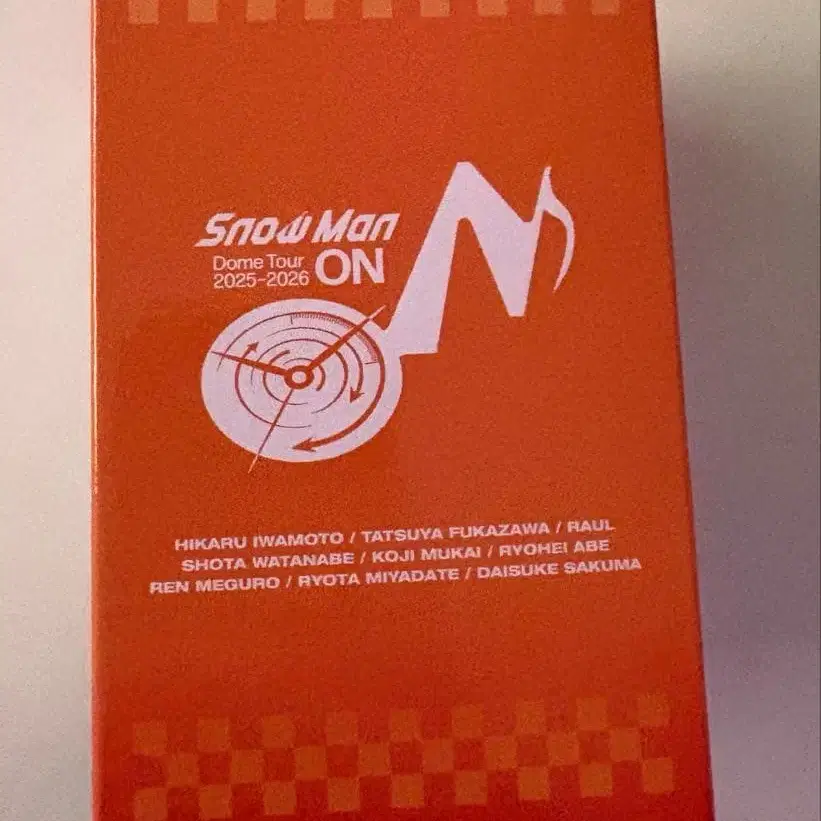 Snow Man
Dome Tour
2025-2026 ON
HIKARU IWAMOTO / TATSUYA FUKAZAWA / RAUL
SHOTA WATANABE / KOJI MUKAI / RYOHEI ABE
REN MEGURO / RYOTA MIYADATE / DAISUKE SAKUMA